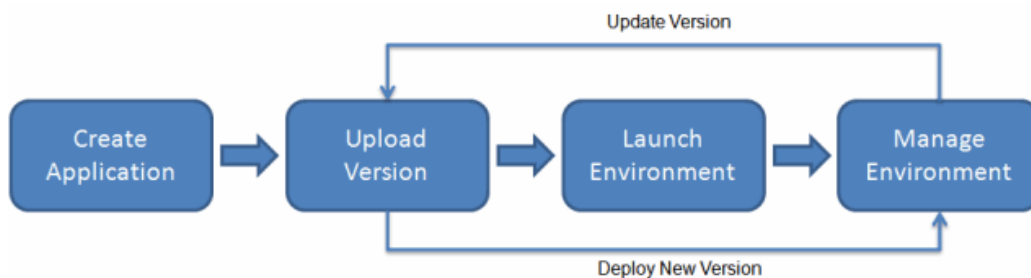 Update Version
Create
Application
Upload
Version
Launch
Environment
Manage
Environment
Deploy New Version